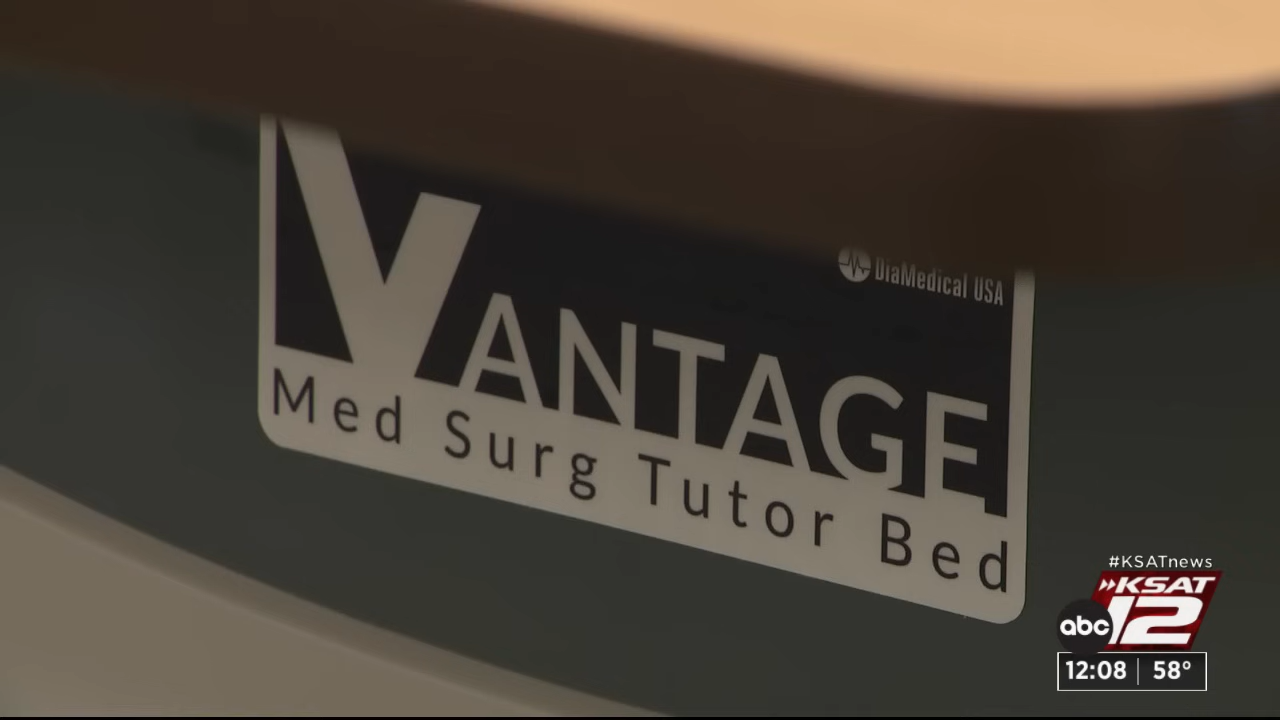 DiaMedical USA
VANTAGE
Med Surg Tutor Bed
#KSATnews
KSAT
abc 12
12:08 | 58°